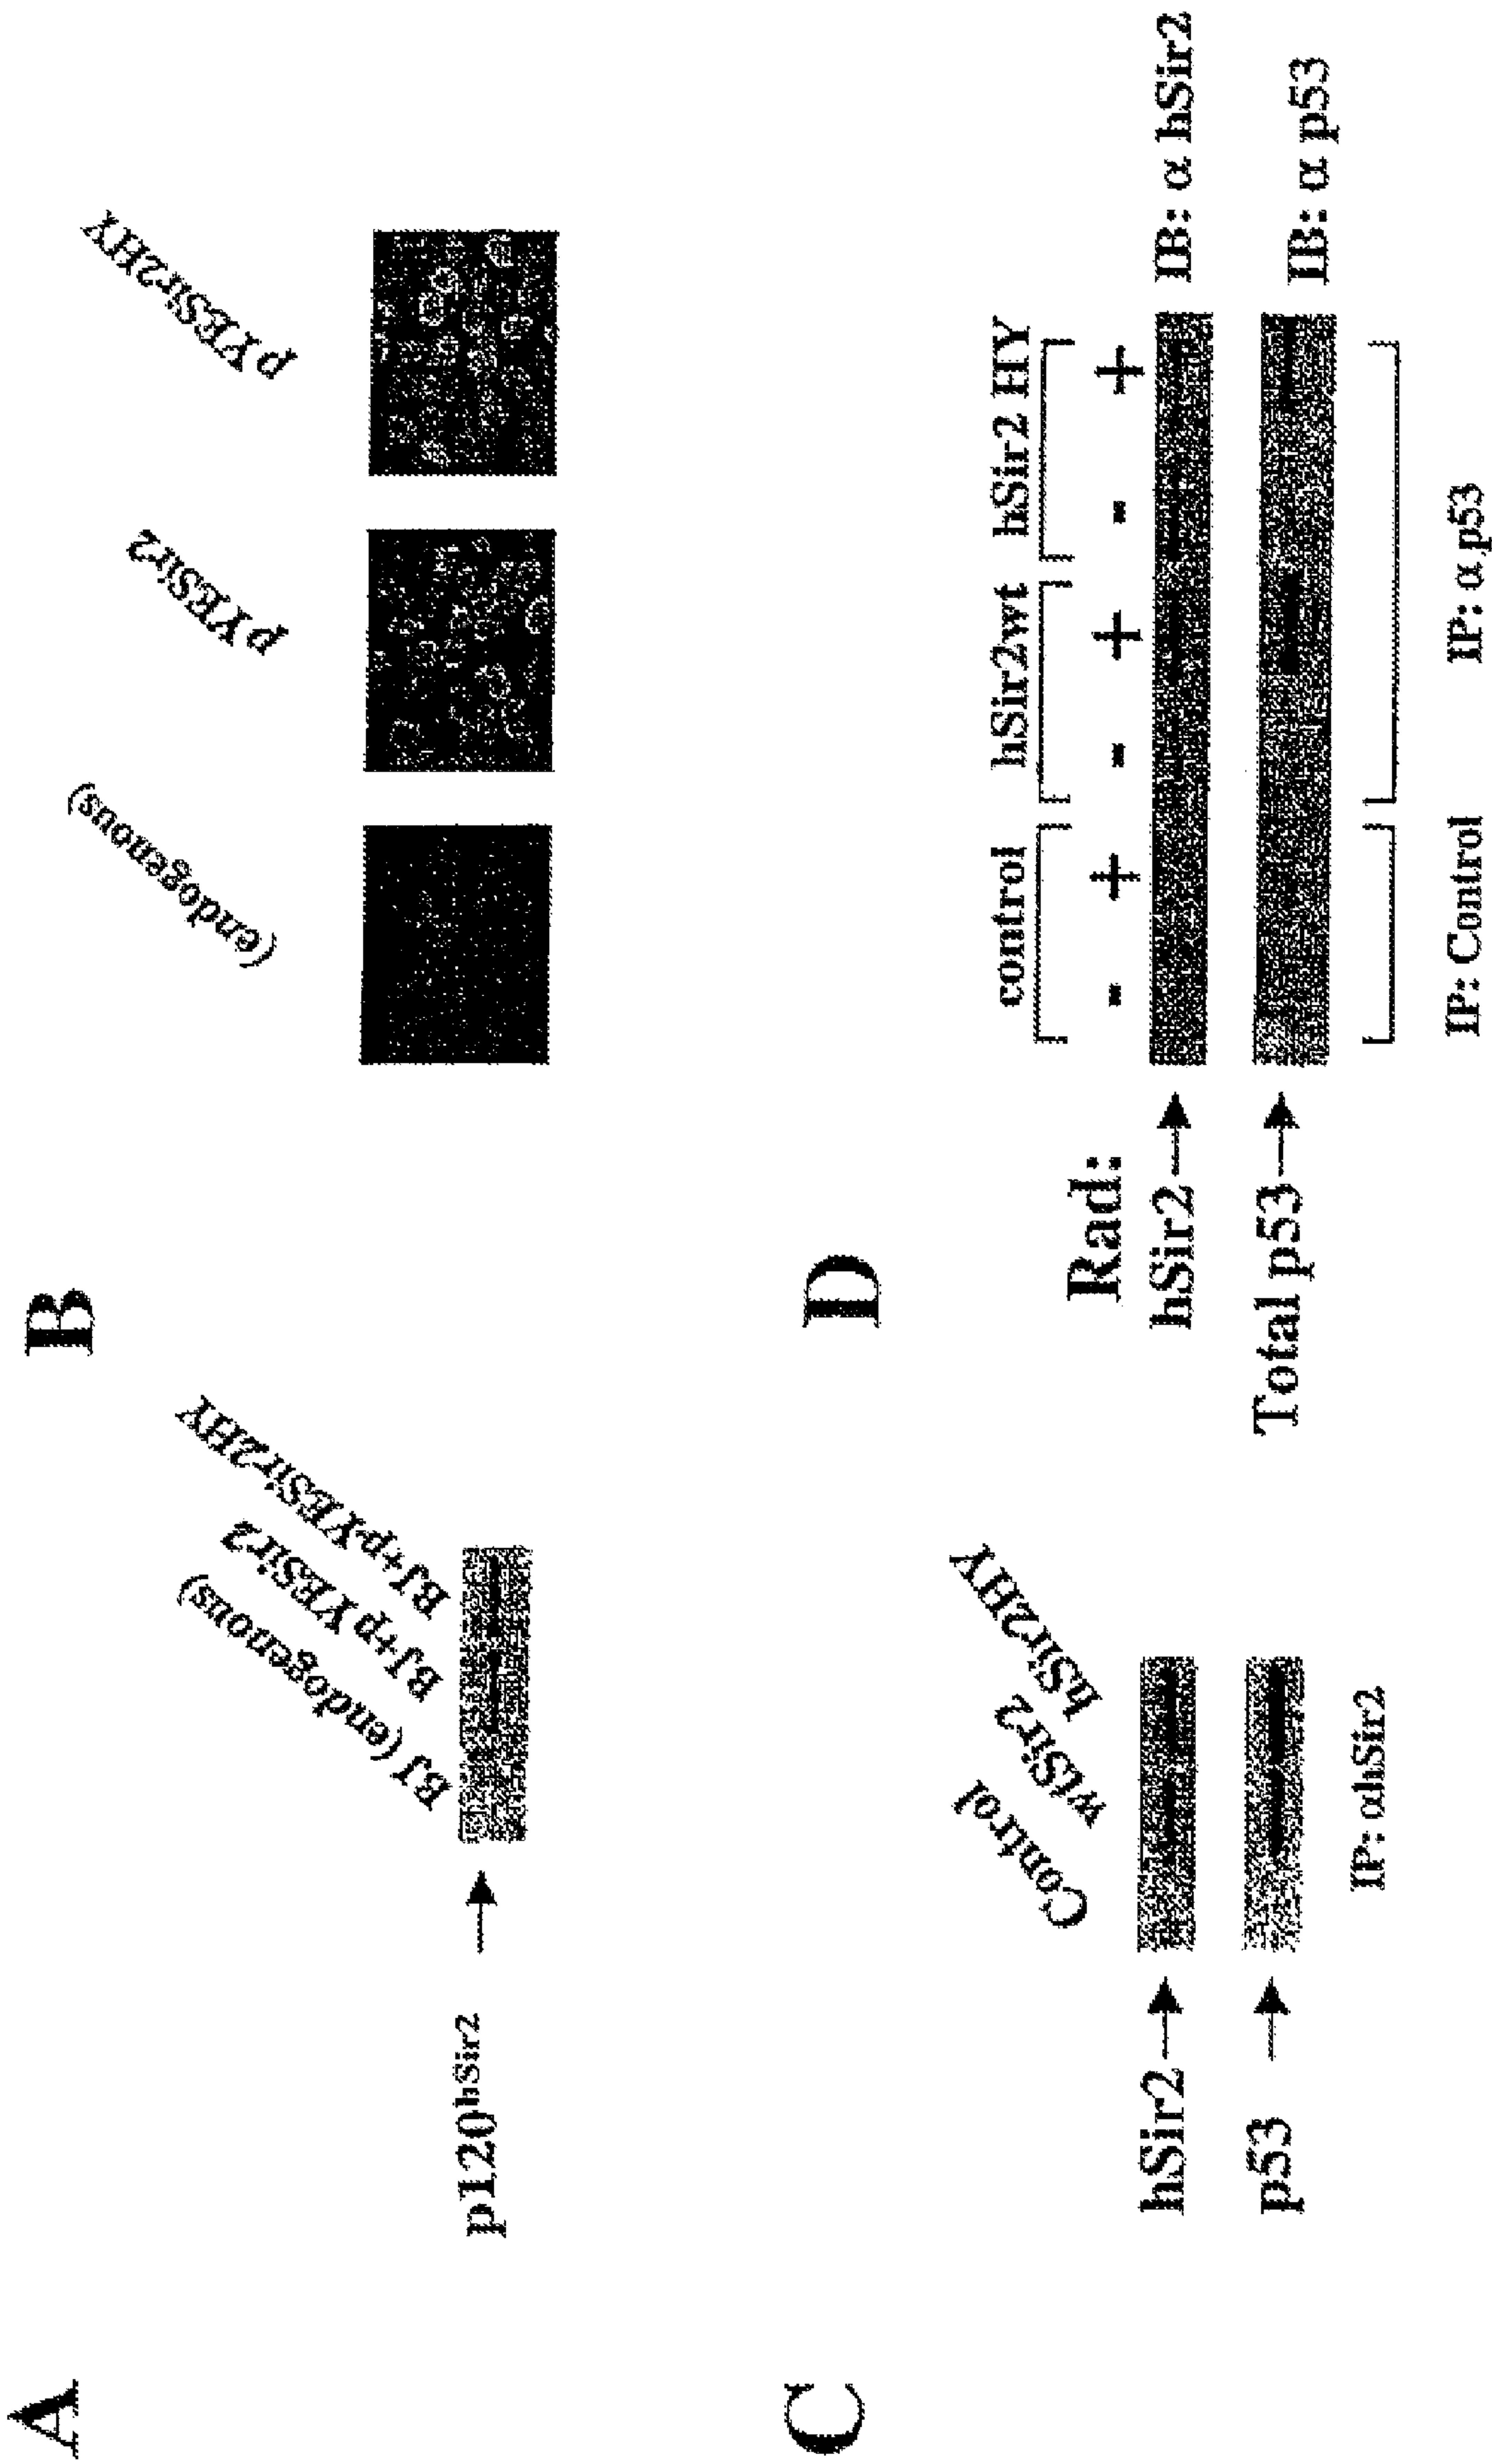 A
BJ (endogenous)
BJ+pYESir2
BJ+pYESir2HY
p120hSir2
B
(endogenous)
pYESir2
pYESir2HY
C
Control
wtSir2
hSir2HY
hSir2
p53
IP: αhSir2
D
control hSir2wt hSir2 HY
Rad: - + - + - +
hSir2 IB: α hSir2
Total p53 IB: α p53
IP: Control IP: α p53